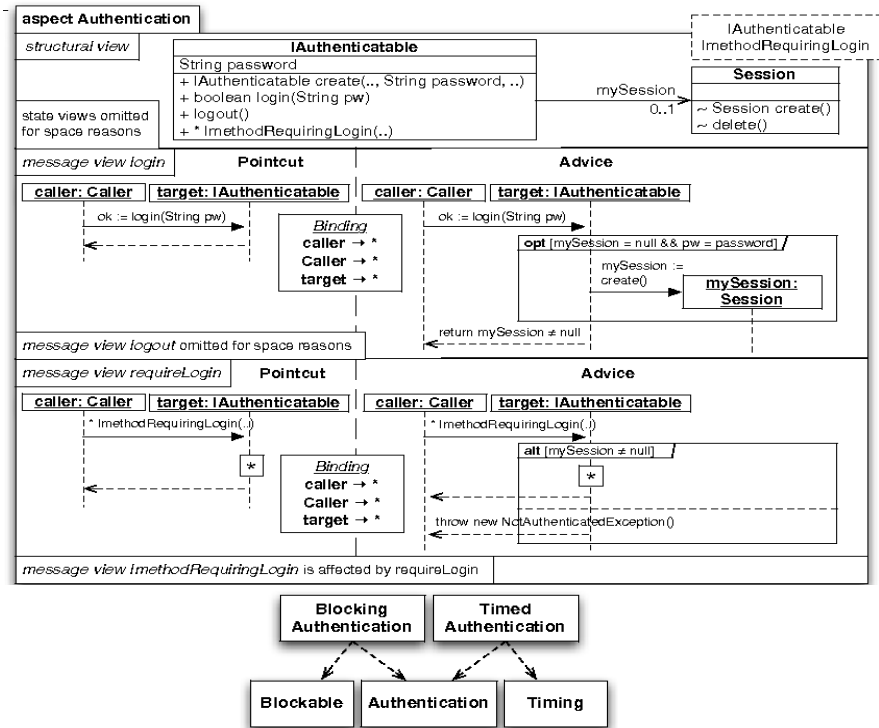 aspect Authentication
structural view
state views omitted
for space reasons
IAuthenticatable
String password
+ IAuthenticatable create(.., String password, ..)
+ boolean login(String pw)
+ logout()
+ * ImethodRequiringLogin(..)
mySession
0..1
IAuthenticatable
ImethodRequiringLogin
Session
~ Session create()
~ delete()
message view login
Pointcut
Advice
caller: Caller
target: IAuthenticatable
ok := login(String pw)
Binding
caller → *
Caller → *
target → *
caller: Caller
target: IAuthenticatable
ok := login(String pw)
opt [mySession = null && pw = password]
mySession :=
create()
mySession:
Session
return mySession ≠ null
message view logout omitted for space reasons
message view requireLogin
Pointcut
Advice
caller: Caller
target: IAuthenticatable
* ImethodRequiringLogin(..)
*
Binding
caller → *
Caller → *
target → *
caller: Caller
target: IAuthenticatable
* ImethodRequiringLogin(..)
alt [mySession ≠ null]
*
throw new NotAuthenticatedException()
message view ImethodRequiringLogin is affected by requireLogin
Blocking
Authentication
Timed
Authentication
Blockable
Authentication
Timing